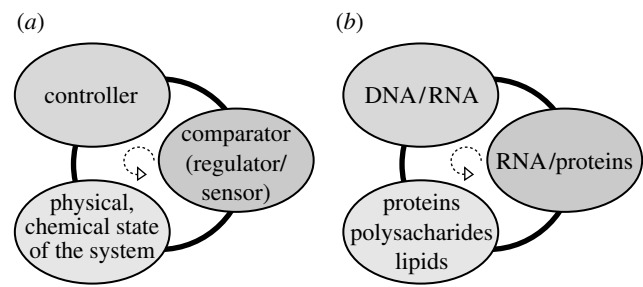 (a)
controller
comparator
(regulator/
sensor)
physical,
chemical state
of the system
(b)
DNA/RNA
RNA/proteins
proteins
polysacharides
lipids